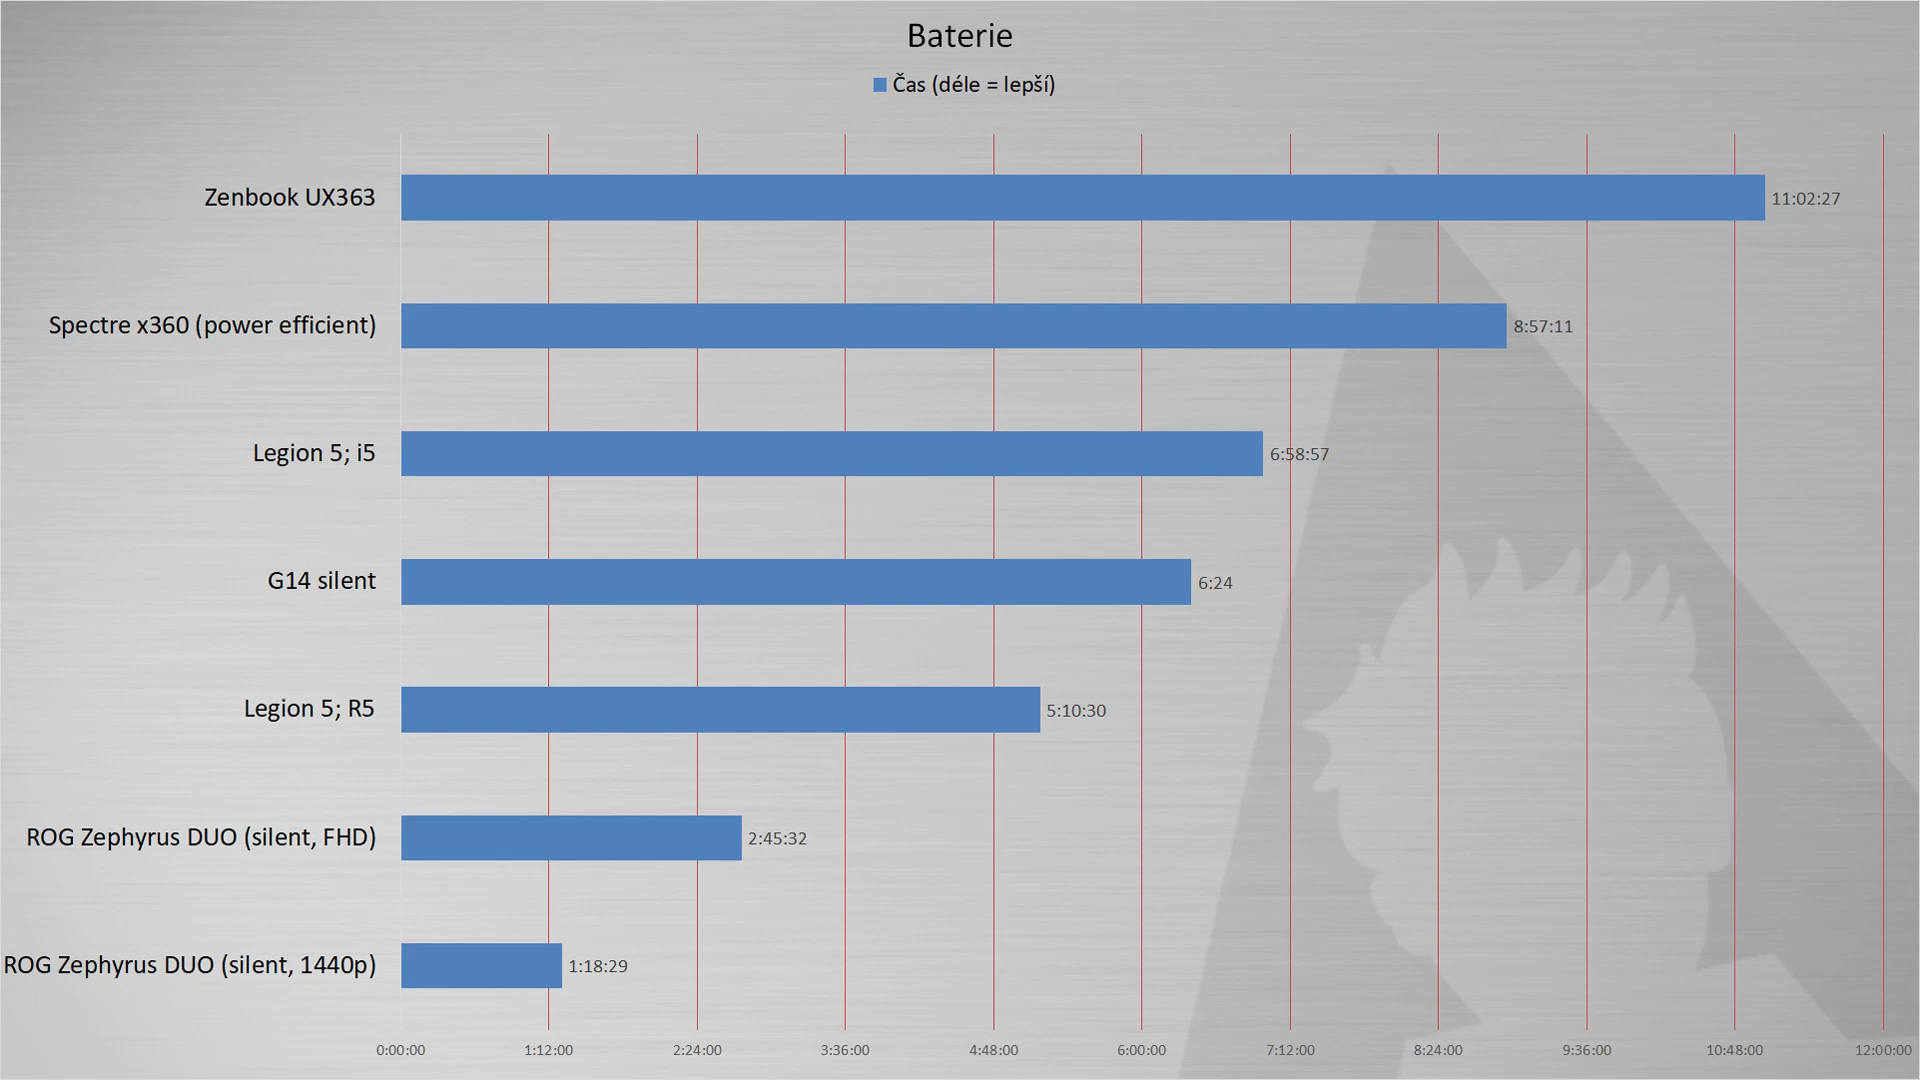 Baterie
Čas (déle = lepší)
Zenbook UX363 11:02:27
Spectre x360 (power efficient) 8:57:11
Legion 5; i5 6:58:57
G14 silent 6:24
Legion 5; R5 5:10:30
ROG Zephyrus DUO (silent, FHD) 2:45:32
ROG Zephyrus DUO (silent, 1440p) 1:18:29
0:00:00 1:12:00 2:24:00 3:36:00 4:48:00 6:00:00 7:12:00 8:24:00 9:36:00 10:48:00 12:00:00